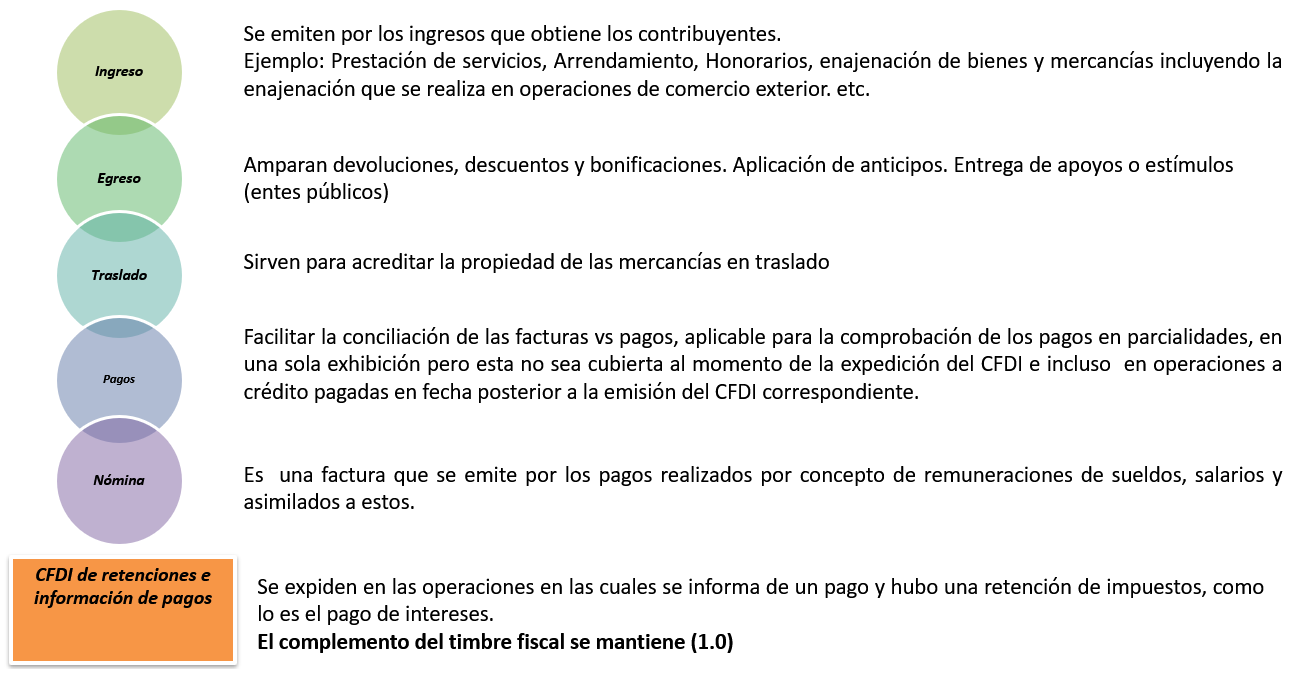 Ingreso
Se emiten por los ingresos que obtiene los contribuyentes.
Ejemplo: Prestación de servicios, Arrendamiento, Honorarios, enajenación de bienes y mercancías incluyendo la
enajenación que se realiza en operaciones de comercio exterior. etc.
Egreso
Amparan devoluciones, descuentos y bonificaciones. Aplicación de anticipos. Entrega de apoyos o estímulos
(entes públicos)
Traslado
Sirven para acreditar la propiedad de las mercancías en traslado
Pagos
Facilitar la conciliación de las facturas vs pagos, aplicable para la comprobación de los pagos en parcialidades, en
una sola exhibición pero esta no sea cubierta al momento de la expedición del CFDI e incluso en operaciones a
crédito pagadas en fecha posterior a la emisión del CFDI correspondiente.
Nómina
Es una factura que se emite por los pagos realizados por concepto de remuneraciones de sueldos, salarios y
asimilados a estos.
CFDI de retenciones e
información de pagos
Se expiden en las operaciones en las cuales se informa de un pago y hubo una retención de impuestos, como
lo es el pago de intereses.
El complemento del timbre fiscal se mantiene (1.0)